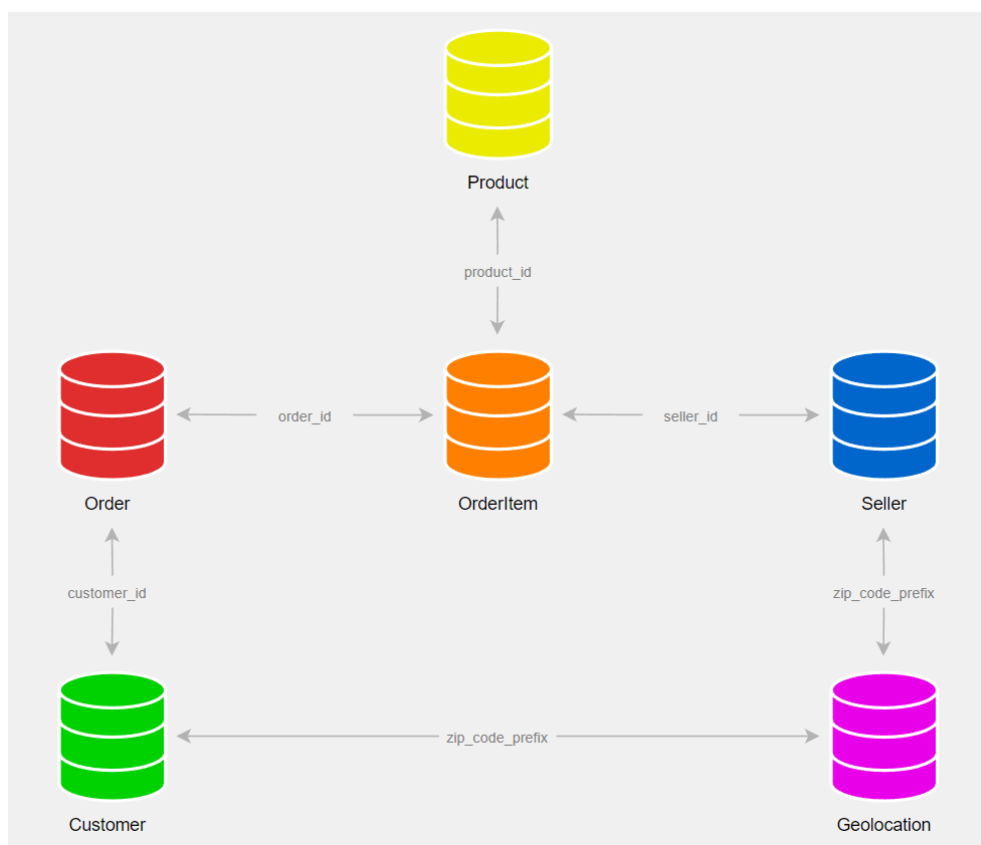 Product
product_id
order_id
seller_id
Order
OrderItem
Seller
customer_id
zip_code_prefix
zip_code_prefix
Customer
Geolocation